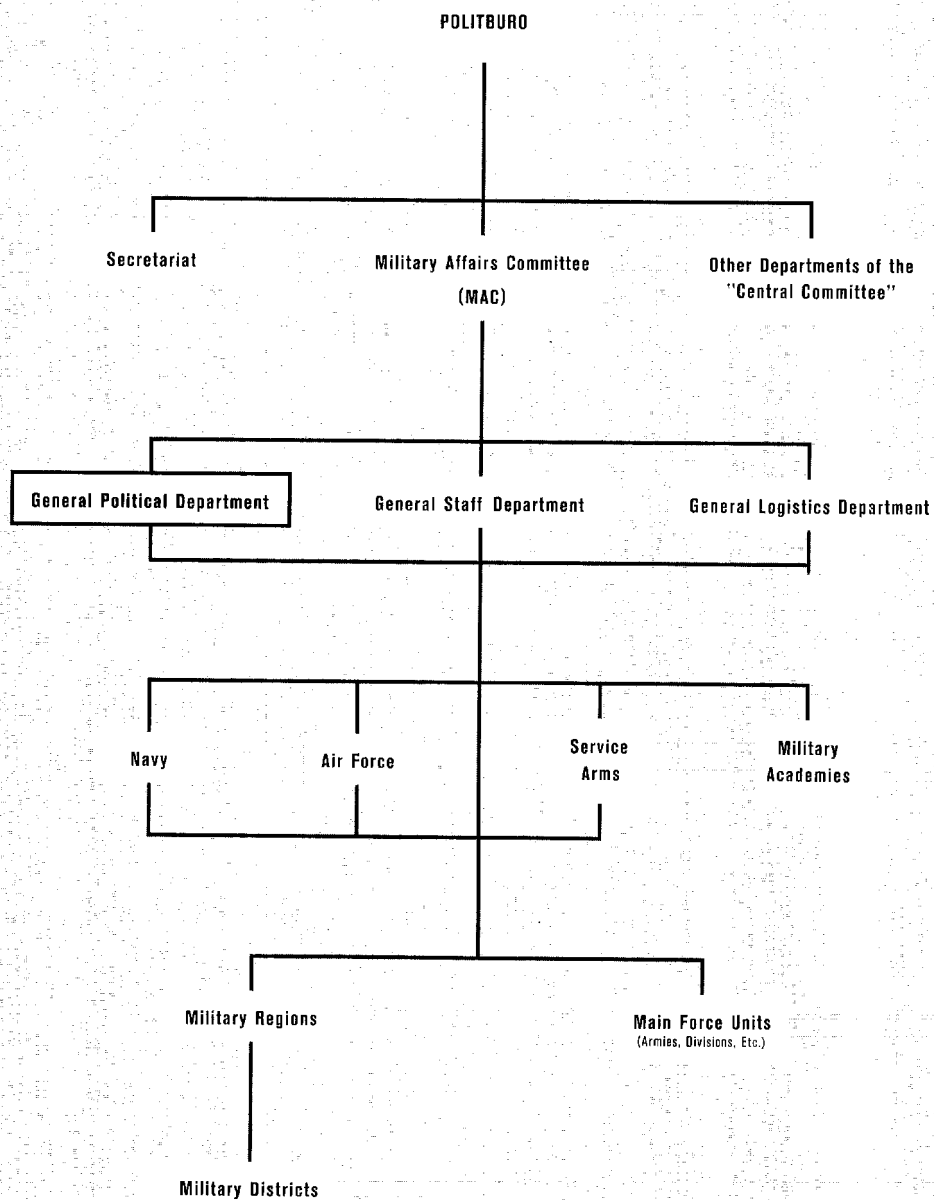 POLITBURO
Secretariat
Military Affairs Committee
(MAC)
Other Departments of the
"Central Committee"
General Political Department
General Staff Department
General Logistics Department
Navy
Air Force
Service
Arms
Military
Academies
Military Regions
Main Force Units
(Armies, Divisions, Etc.)
Military Districts